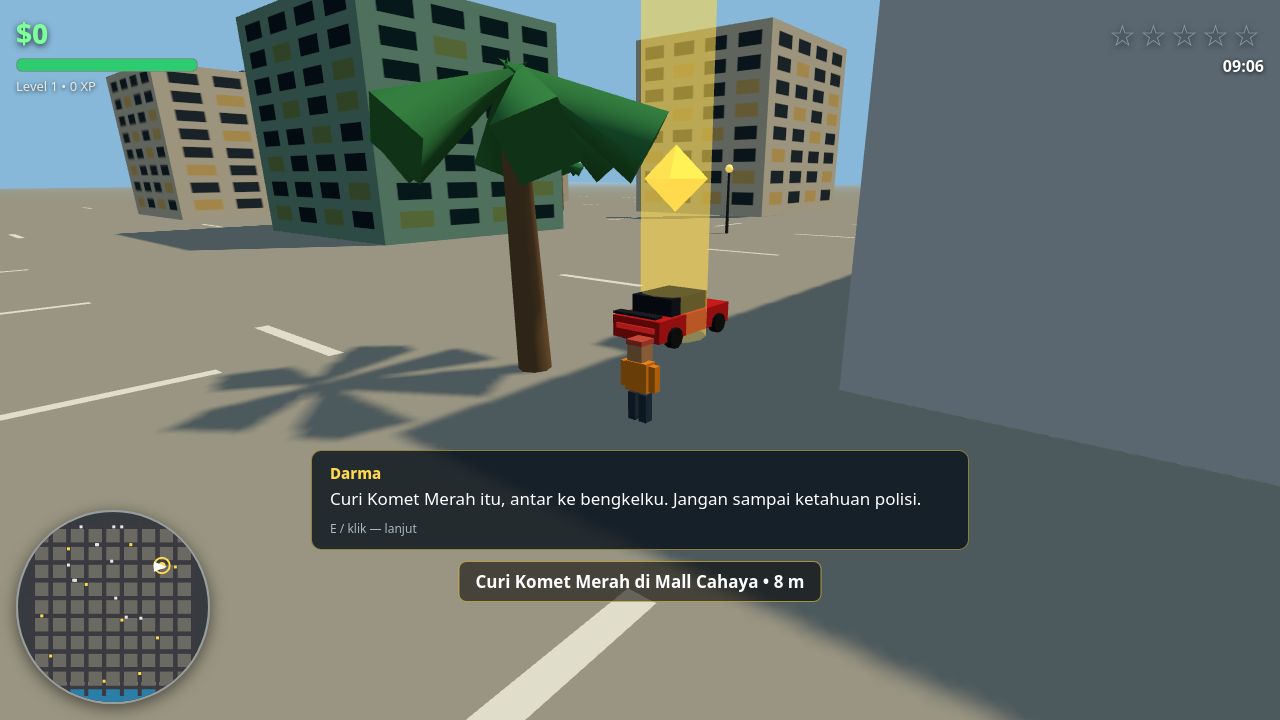 $0
Level 1 • 0 XP
09:06
Darma
Curi Komet Merah itu, antar ke bengkelku. Jangan sampai ketahuan polisi.
E / klik — lanjut
Curi Komet Merah di Mall Cahaya • 8 m